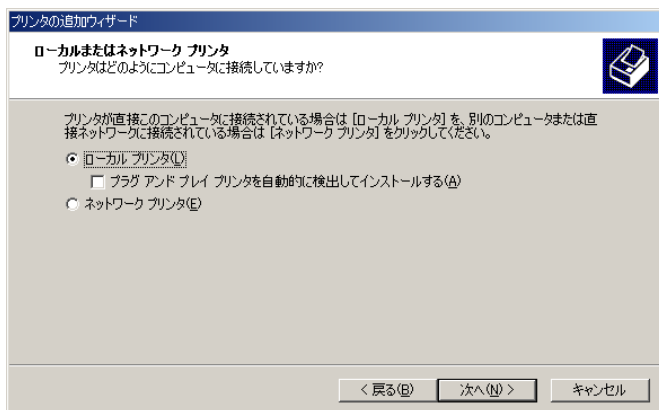 プリンタの追加ウィザード
ローカルまたはネットワーク プリンタ
プリンタはどのようにコンピュータに接続していますか?
プリンタが直接このコンピュータに接続されている場合は [ローカル プリンタ] を、別のコンピュータまたは直
接ネットワークに接続されている場合は [ネットワーク プリンタ] をクリックしてください。
ローカル プリンタ(L)
プラグ アンド プレイ プリンタを自動的に検出してインストールする(A)
ネットワーク プリンタ(E)
< 戻る(B) 次へ(N) > キャンセル